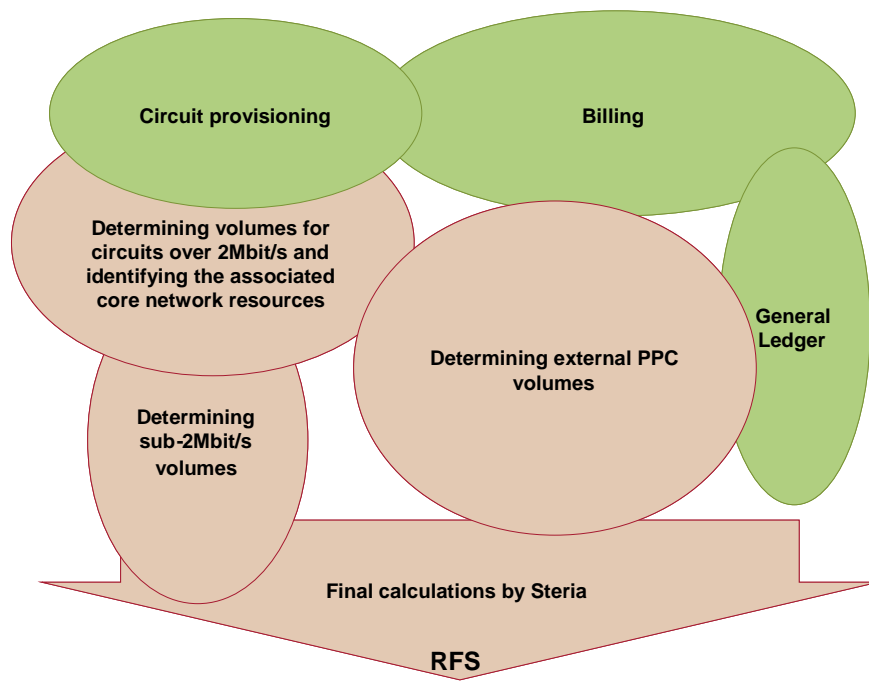 Circuit provisioning
Billing
Determining volumes for
circuits over 2Mbit/s and
identifying the associated
core network resources
General
Ledger
Determining external PPC
volumes
Determining
sub-2Mbit/s
volumes
Final calculations by Steria
RFS